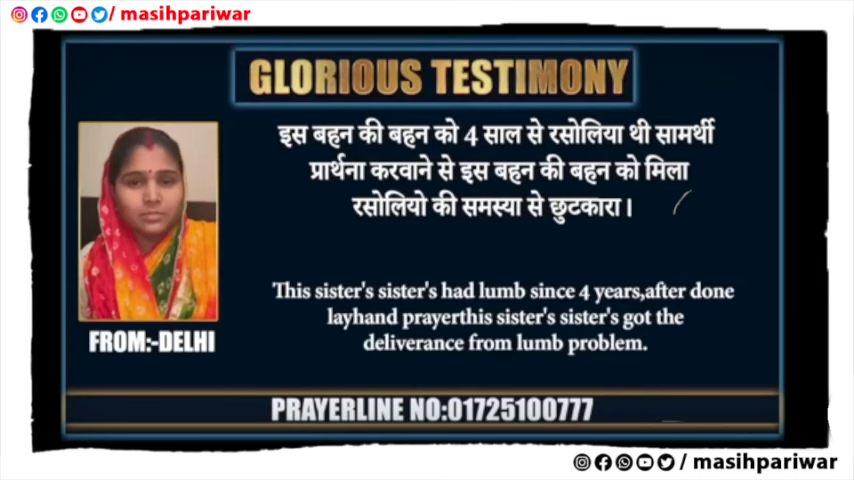 / masihpariwar
GLORIOUS TESTIMONY
इस बहन की बहन को 4 साल से रसोलिया थी सामर्थी
प्रार्थना करवाने से इस बहन की बहन को मिला
रसोलियो की समस्या से छुटकारा।
This sister's sister's had lumb since 4 years,after done
layhand prayerthis sister's sister's got the
deliverance from lumb problem.
FROM:-DELHI
PRAYERLINE NO:01725100777
/ masihpariwar